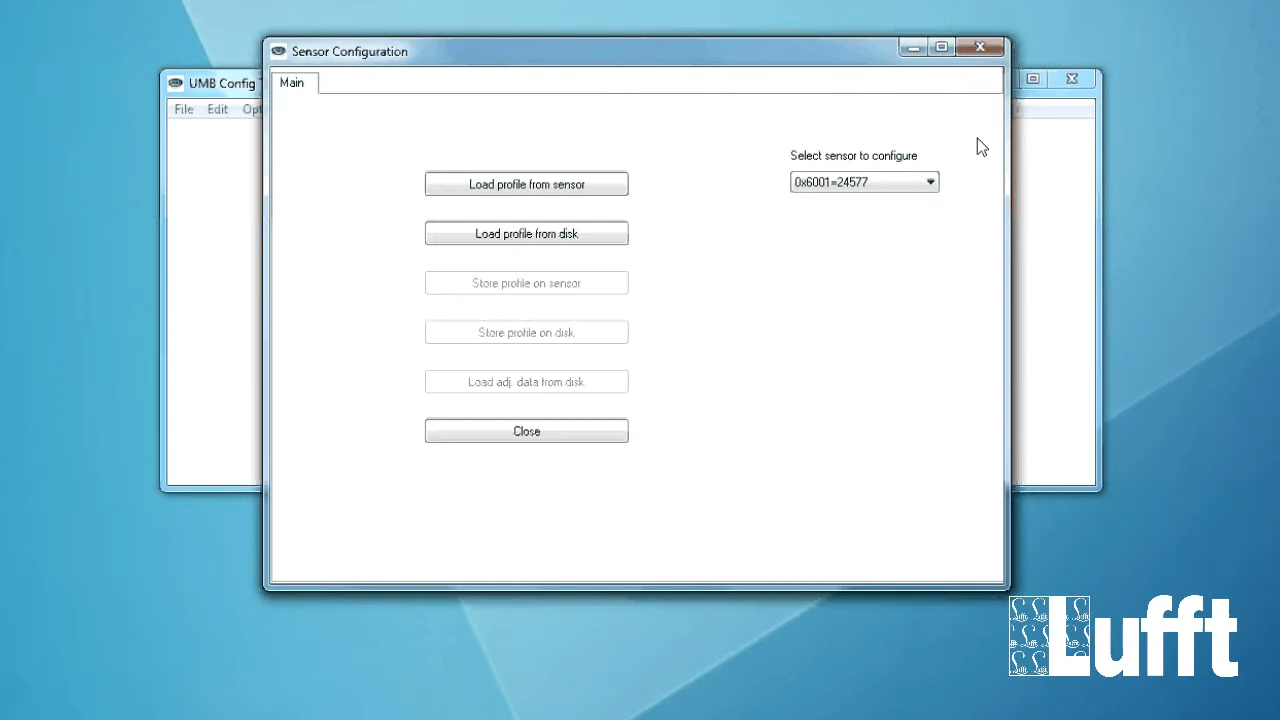 Sensor Configuration
UMB Config
Main
File Edit
Select sensor to configure
Load profile from sensor
0x6001=24577
Load profile from disk
Store profile on sensor
Store profile on disk
Load adj. data from disk
Close
Lufft